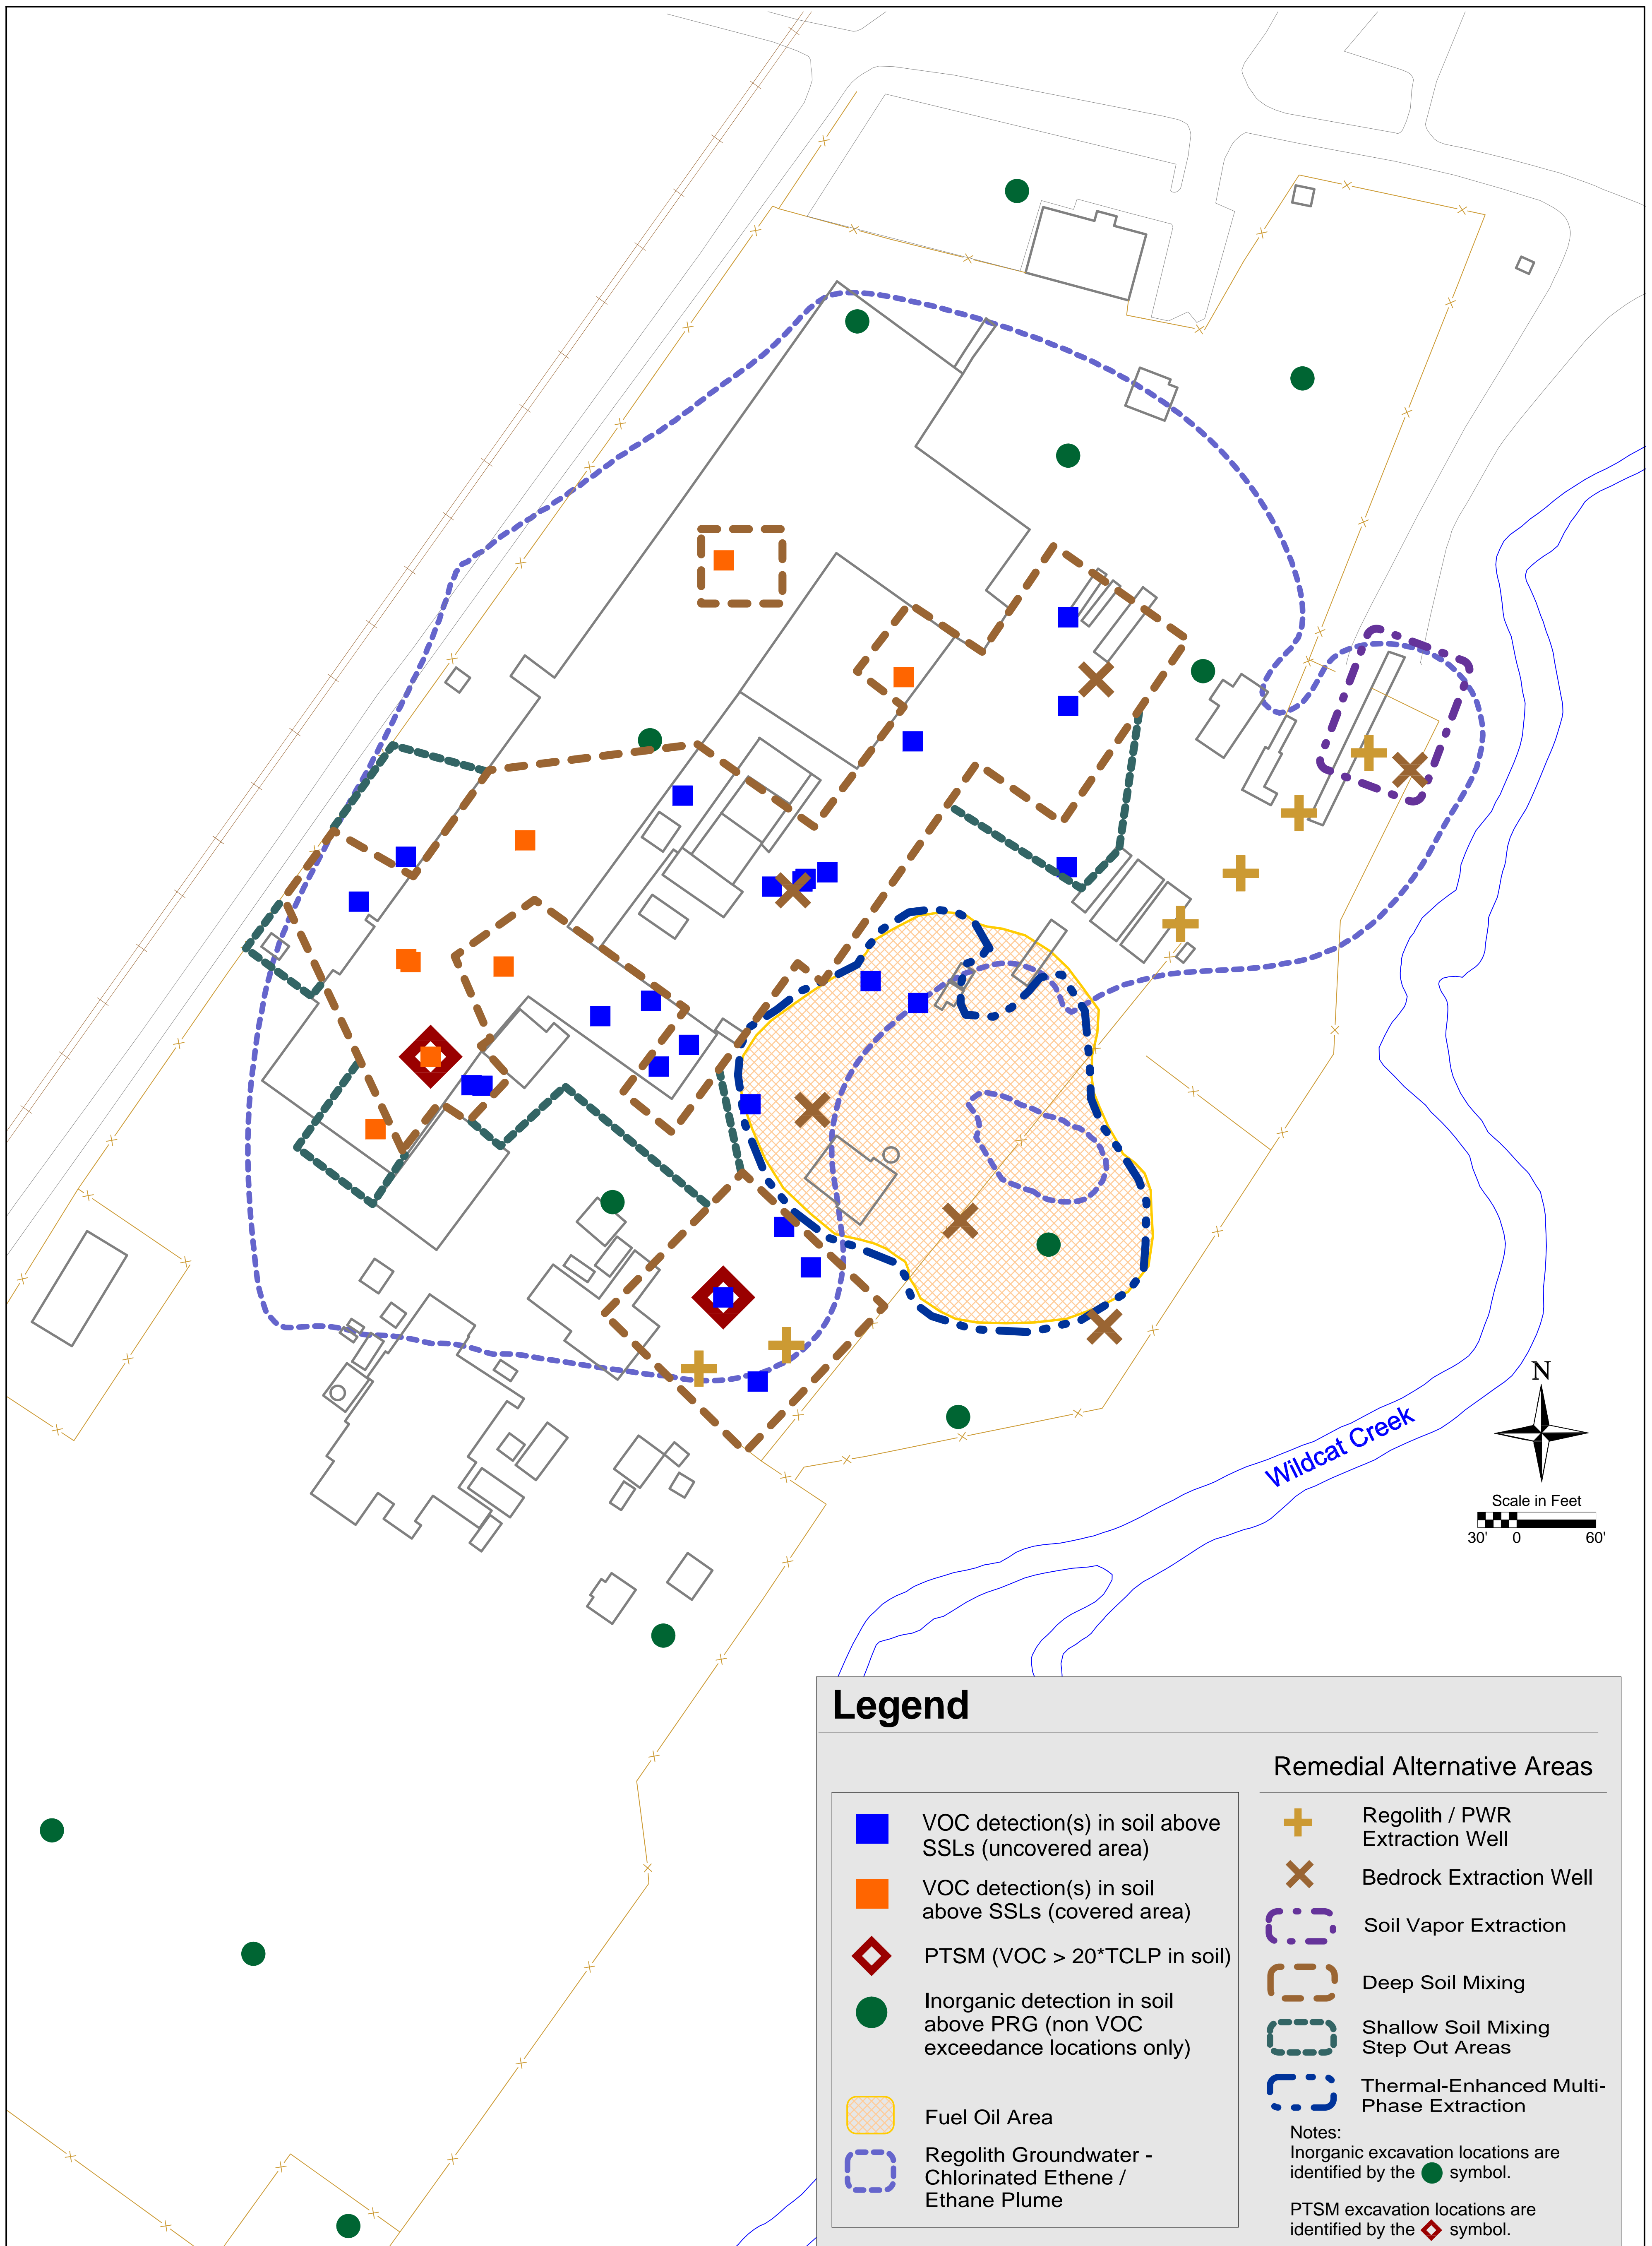 Wildcat Creek
N
Scale in Feet
30' 0 60'
Legend
VOC detection(s) in soil above
SSLs (uncovered area)
VOC detection(s) in soil
above SSLs (covered area)
PTSM (VOC > 20*TCLP in soil)
Inorganic detection in soil
above PRG (non VOC
exceedance locations only)
Fuel Oil Area
Regolith Groundwater -
Chlorinated Ethene /
Ethane Plume
Remedial Alternative Areas
Regolith / PWR
Extraction Well
Bedrock Extraction Well
Soil Vapor Extraction
Deep Soil Mixing
Shallow Soil Mixing
Step Out Areas
Thermal-Enhanced Multi-
Phase Extraction
Notes:
Inorganic excavation locations are
identified by the symbol.
PTSM excavation locations are
identified by the symbol.